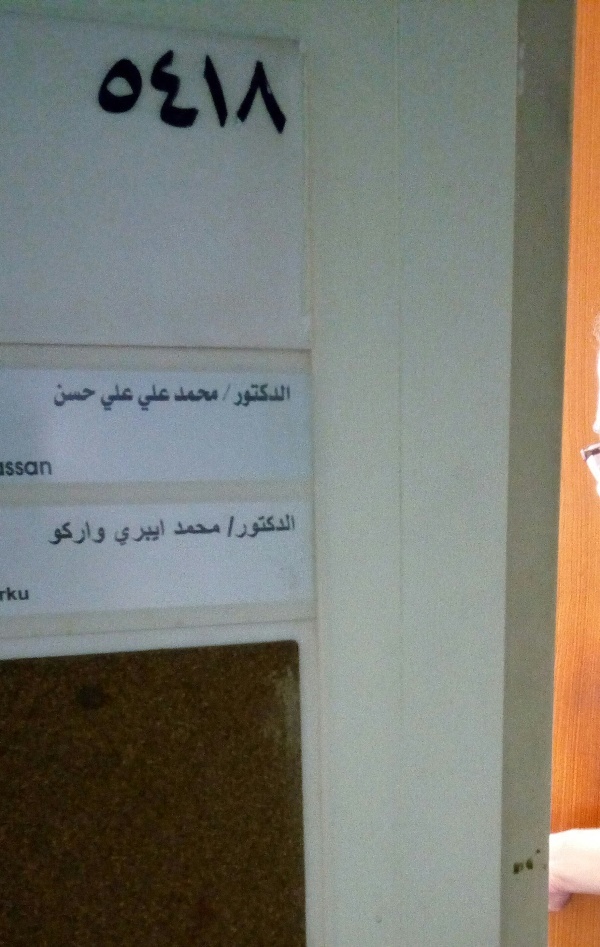 ٥٤١٨
الدكتور / محمد علي علي حسن
assan
الدكتور/ محمد ايبري واركو
rku